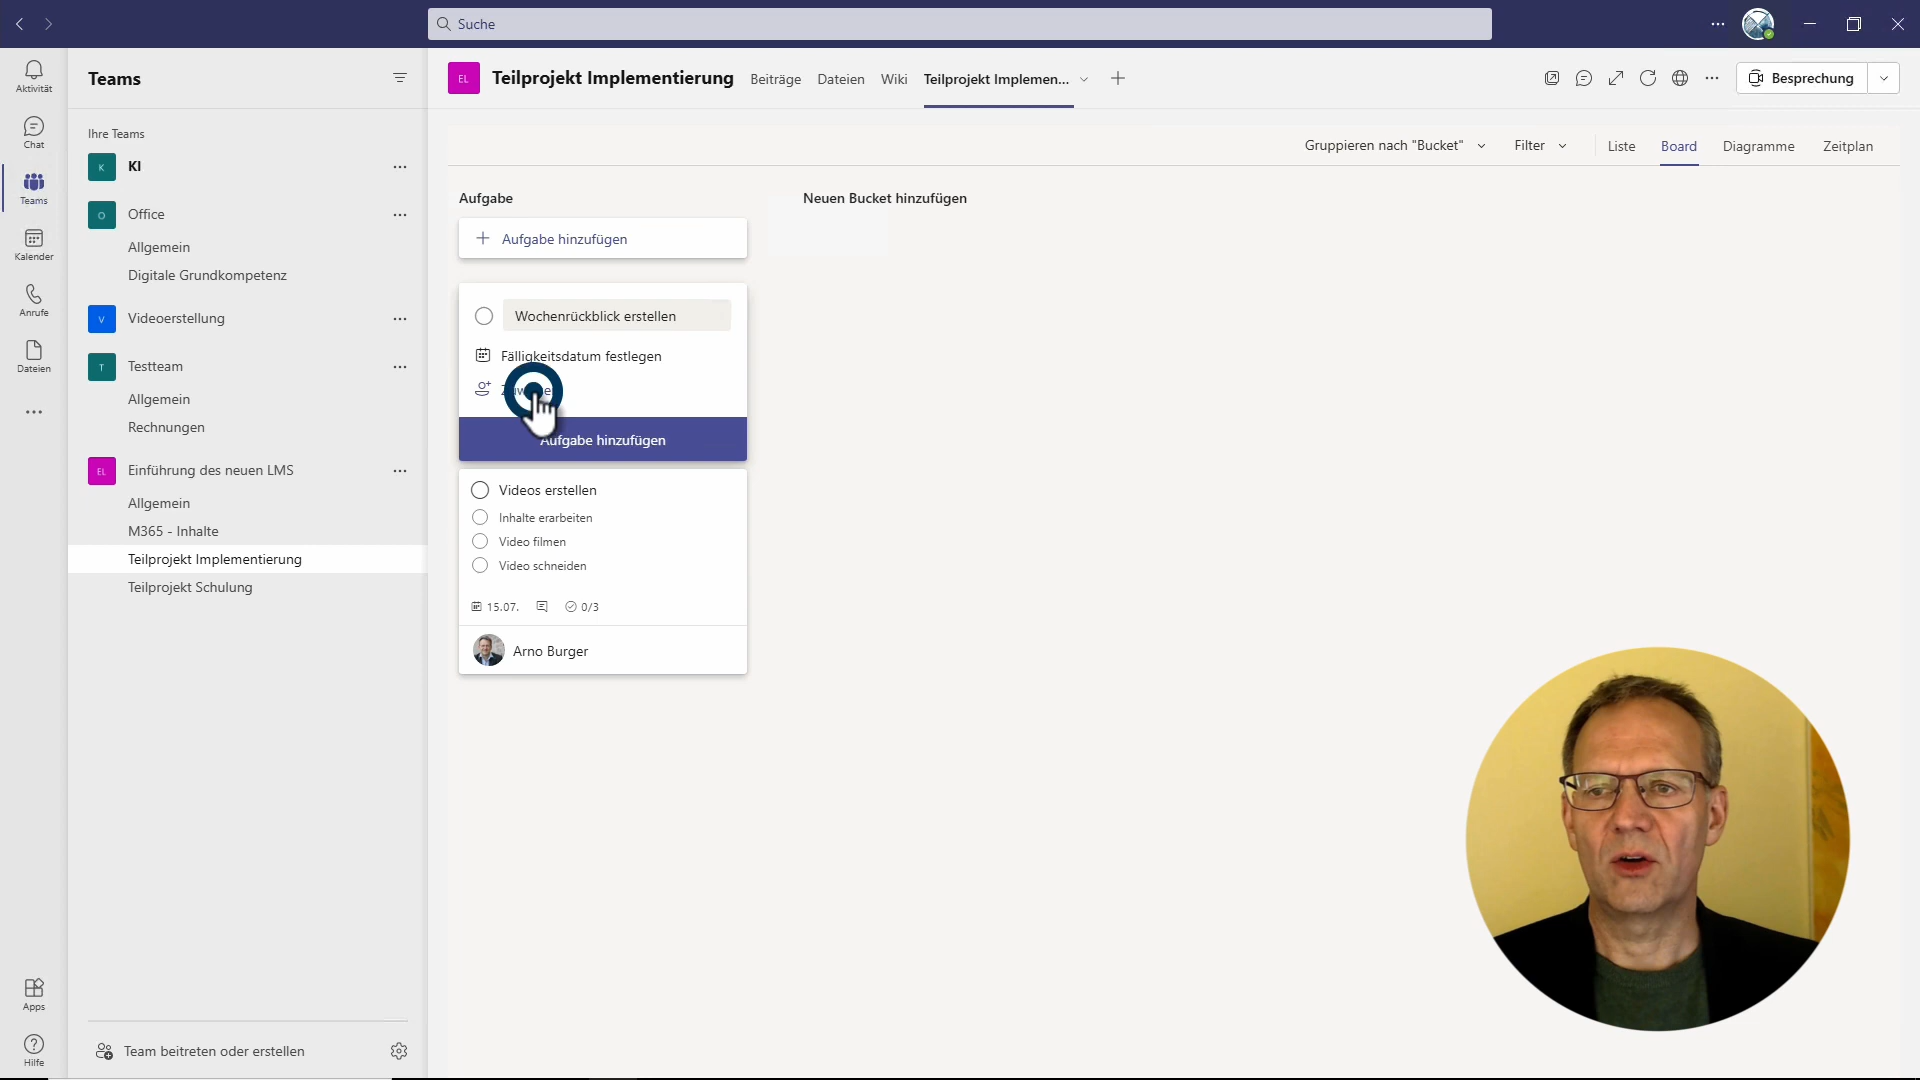 Suche
Aktivität
Chat
Teams
Kalender
Anrufe
Dateien
Apps
Hilfe
Teams
Ihre Teams
K KI
O Office
Allgemein
Digitale Grundkompetenz
V Videoerstellung
T Testteam
Allgemein
Rechnungen
EL Einführung des neuen LMS
Allgemein
M365 - Inhalte
Teilprojekt Implementierung
Teilprojekt Schulung
Team beitreten oder erstellen
EL Teilprojekt Implementierung Beiträge Dateien Wiki Teilprojekt Implemen... Besprechung
Gruppieren nach "Bucket" Filter Liste Board Diagramme Zeitplan
Aufgabe
Neuen Bucket hinzufügen
Aufgabe hinzufügen
Wochenrückblick erstellen
Fälligkeitsdatum festlegen
Aufgabe hinzufügen
Videos erstellen
Inhalte erarbeiten
Video filmen
Video schneiden
15.07. 0/3
Arno Burger